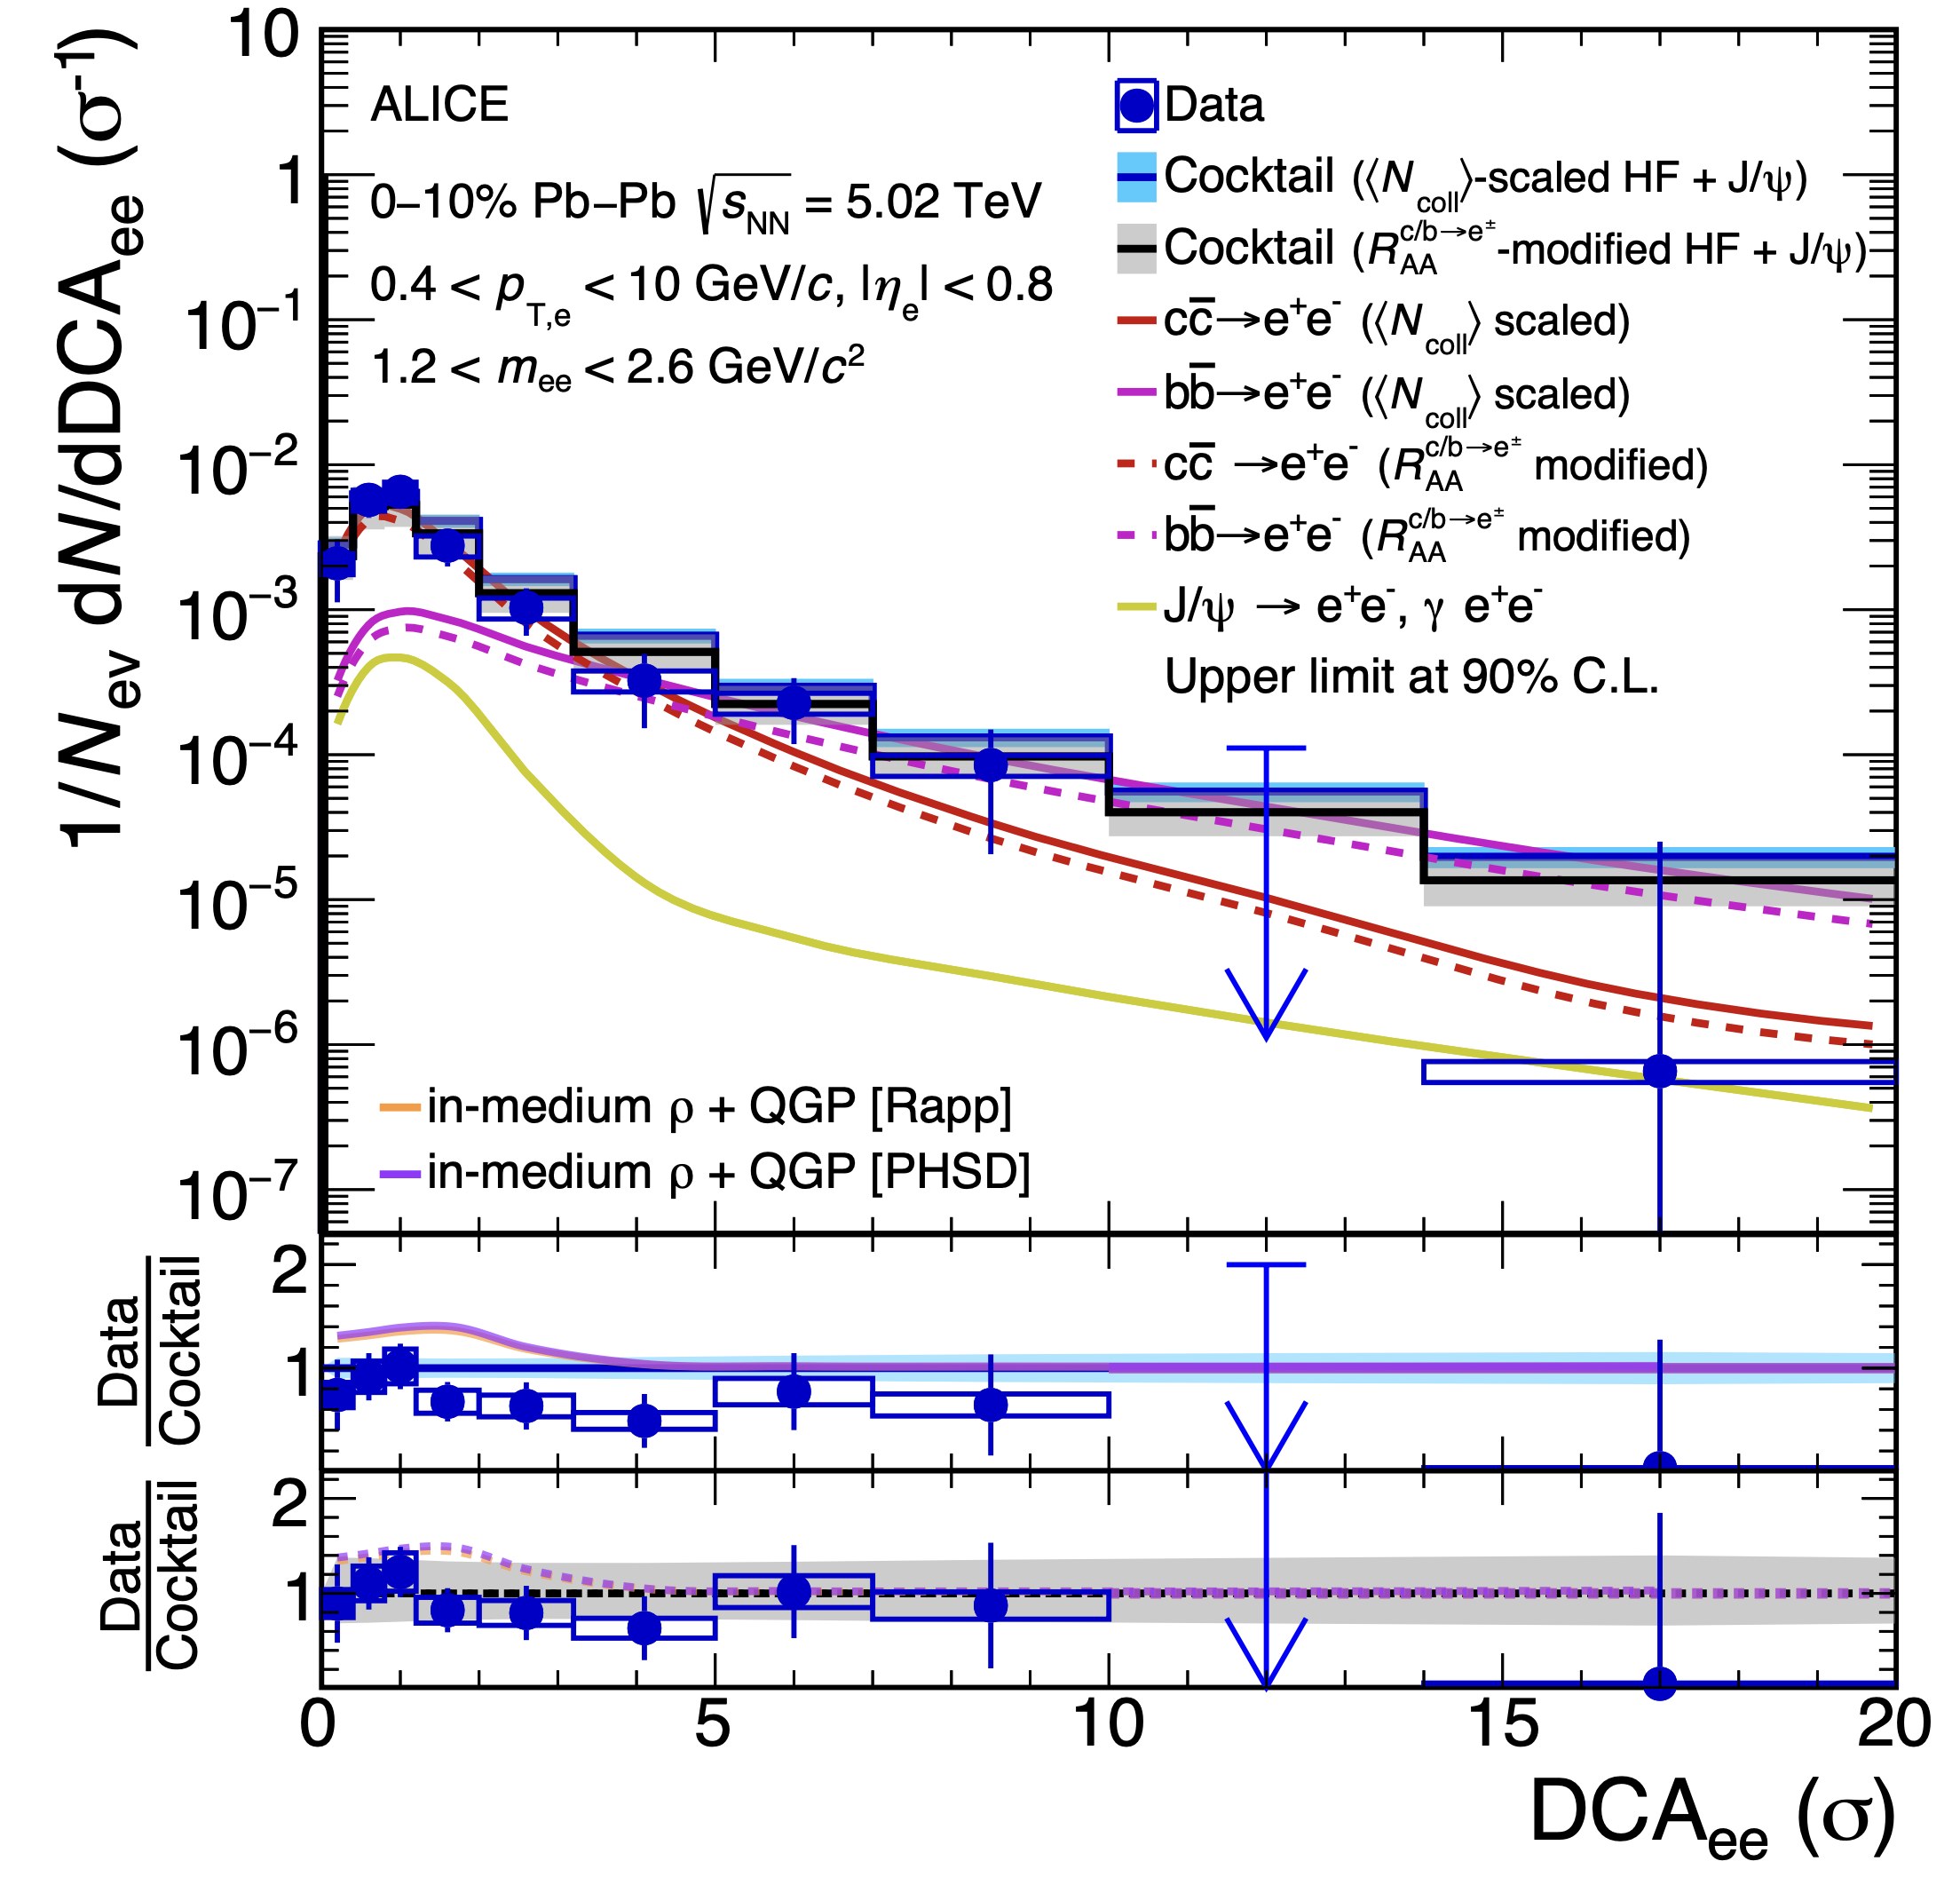 1/N_ev dN/dDCA_ee (σ^-1)
10
1
10^−1
10^−2
10^−3
10^−4
10^−5
10^−6
10^−7
ALICE
0–10% Pb–Pb √s_NN = 5.02 TeV
0.4 < p_T,e < 10 GeV/c, |η_e| < 0.8
1.2 < m_ee < 2.6 GeV/c^2
Data
Cocktail (⟨N_coll⟩-scaled HF + J/ψ)
Cocktail (R_AA^c/b→e± -modified HF + J/ψ)
cc̄→e^+e^- (⟨N_coll⟩ scaled)
bb̄→e^+e^- (⟨N_coll⟩ scaled)
cc̄ →e^+e^- (R_AA^c/b→e± modified)
bb̄→e^+e^- (R_AA^c/b→e± modified)
J/ψ → e^+e^-, γ e^+e^-
Upper limit at 90% C.L.
in-medium ρ + QGP [Rapp]
in-medium ρ + QGP [PHSD]
Data
Cocktail
2
1
Data
Cocktail
2
1
0 5 10 15 20
DCA_ee (σ)